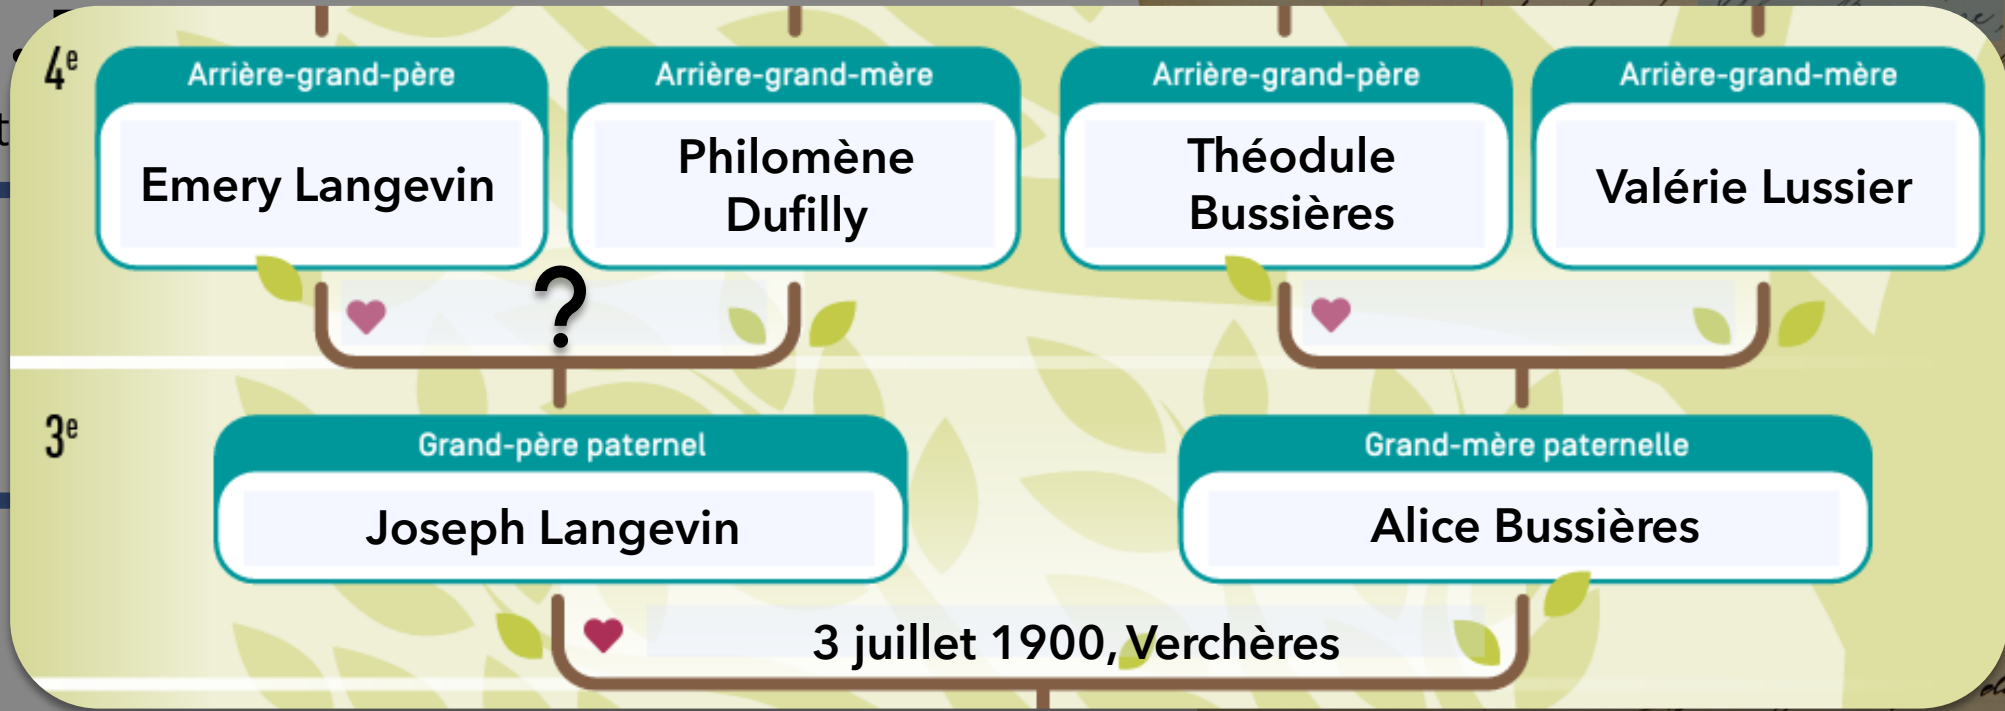 4e
Arrière-grand-père
Arrière-grand-mère
Arrière-grand-père
Arrière-grand-mère
Emery Langevin
Philomène
Dufilly
Théodule
Bussières
Valérie Lussier
?
3e
Grand-père paternel
Grand-mère paternelle
Joseph Langevin
Alice Bussières
3 juillet 1900, Verchères